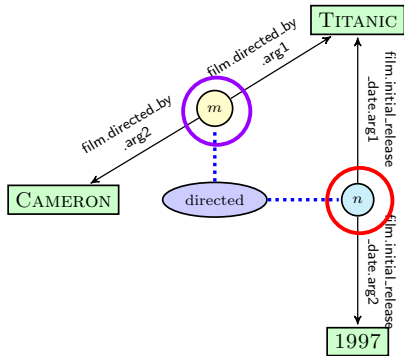 TITANIC
film.directed_by
.arg1
m
film.directed_by
.arg2
film.initial_release
_date.arg1
CAMERON
directed
n
film.initial_release
_date.arg2
1997